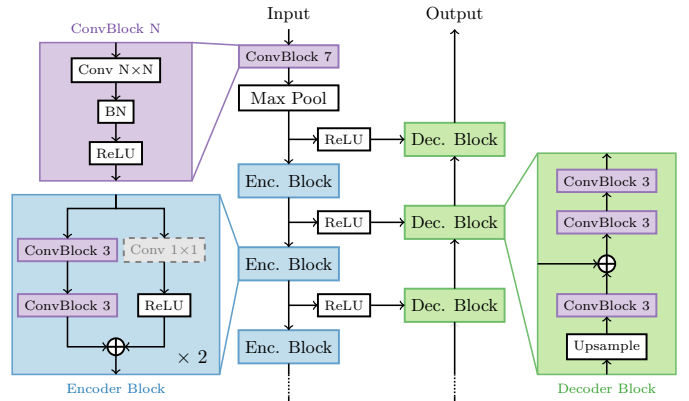 Input
Output
ConvBlock N
Conv N×N
BN
ReLU
ConvBlock 7
Max Pool
ReLU
Dec. Block
Enc. Block
ReLU
Dec. Block
Enc. Block
ReLU
Dec. Block
Enc. Block
ConvBlock 3
Conv 1×1
ConvBlock 3
ReLU
× 2
Encoder Block
ConvBlock 3
ConvBlock 3
ConvBlock 3
Upsample
Decoder Block